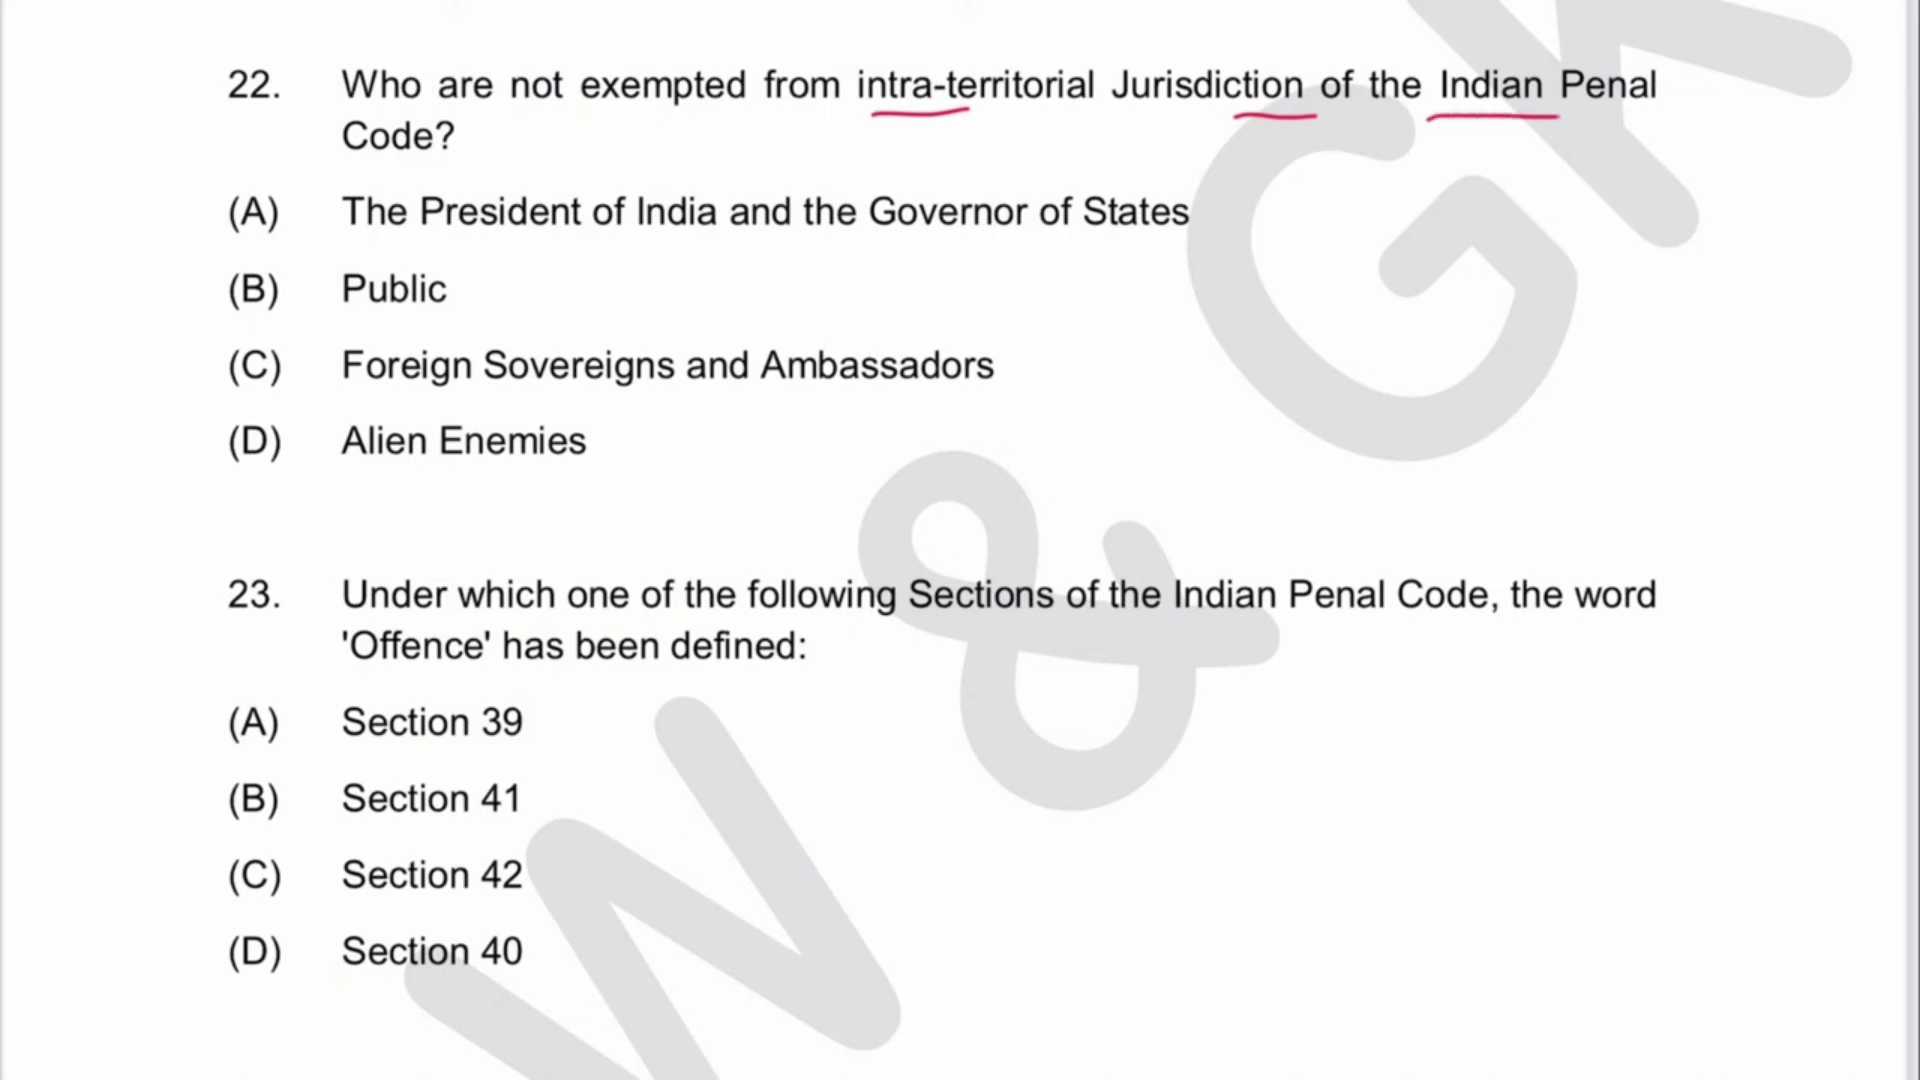 22. Who are not exempted from intra-territorial Jurisdiction of the Indian Penal
Code?
(A) The President of India and the Governor of States
(B) Public
(C) Foreign Sovereigns and Ambassadors
(D) Alien Enemies
23. Under which one of the following Sections of the Indian Penal Code, the word
'Offence' has been defined:
(A) Section 39
(B) Section 41
(C) Section 42
(D) Section 40
W & GK